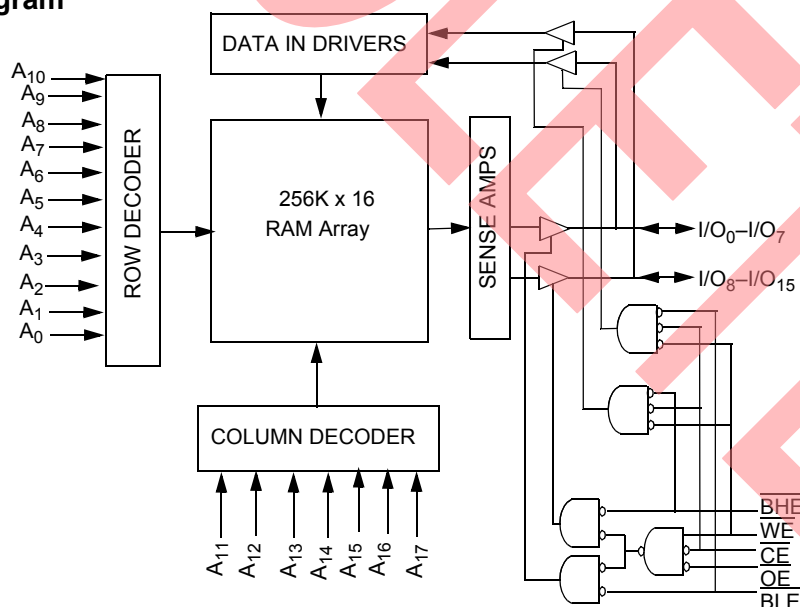 gram
DATA IN DRIVERS
A10
A9
A8
A7
A6
A5
A4
A3
A2
A1
A0
ROW DECODER
256K x 16
RAM Array
SENSE AMPS
I/O0–I/O7
I/O8–I/O15
COLUMN DECODER
A11
A12
A13
A14
A15
A16
A17
BHE
WE
CE
OE
BLE